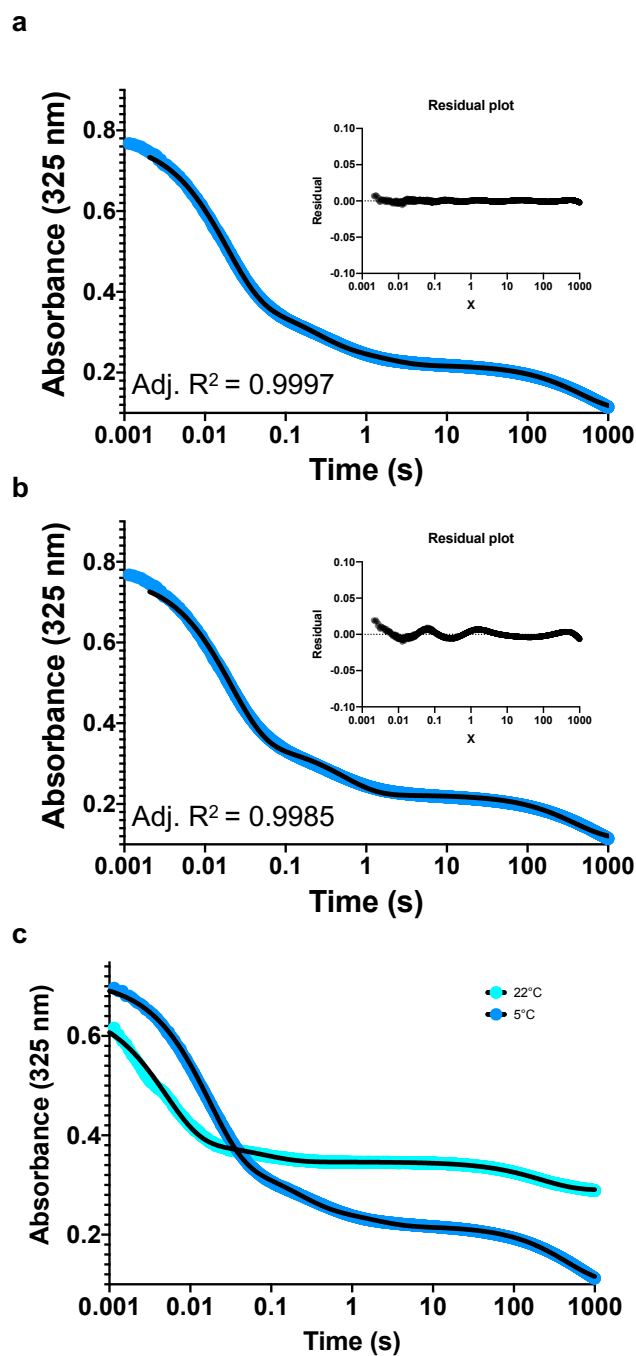 a
Residual plot
0.10
0.05
0.00
-0.05
-0.10
Residual
0.001 0.01 0.1 1 10 100 1000
X
0.8
0.6
0.4
0.2
Absorbance (325 nm)
Adj. R² = 0.9997
0.001 0.01 0.1 1 10 100 1000
Time (s)
b
Residual plot
0.10
0.05
0.00
-0.05
-0.10
Residual
0.001 0.01 0.1 1 10 100 1000
X
0.8
0.6
0.4
0.2
Absorbance (325 nm)
Adj. R² = 0.9985
0.001 0.01 0.1 1 10 100 1000
Time (s)
c
22°C
5°C
0.6
0.4
0.2
Absorbance (325 nm)
0.001 0.01 0.1 1 10 100 1000
Time (s)